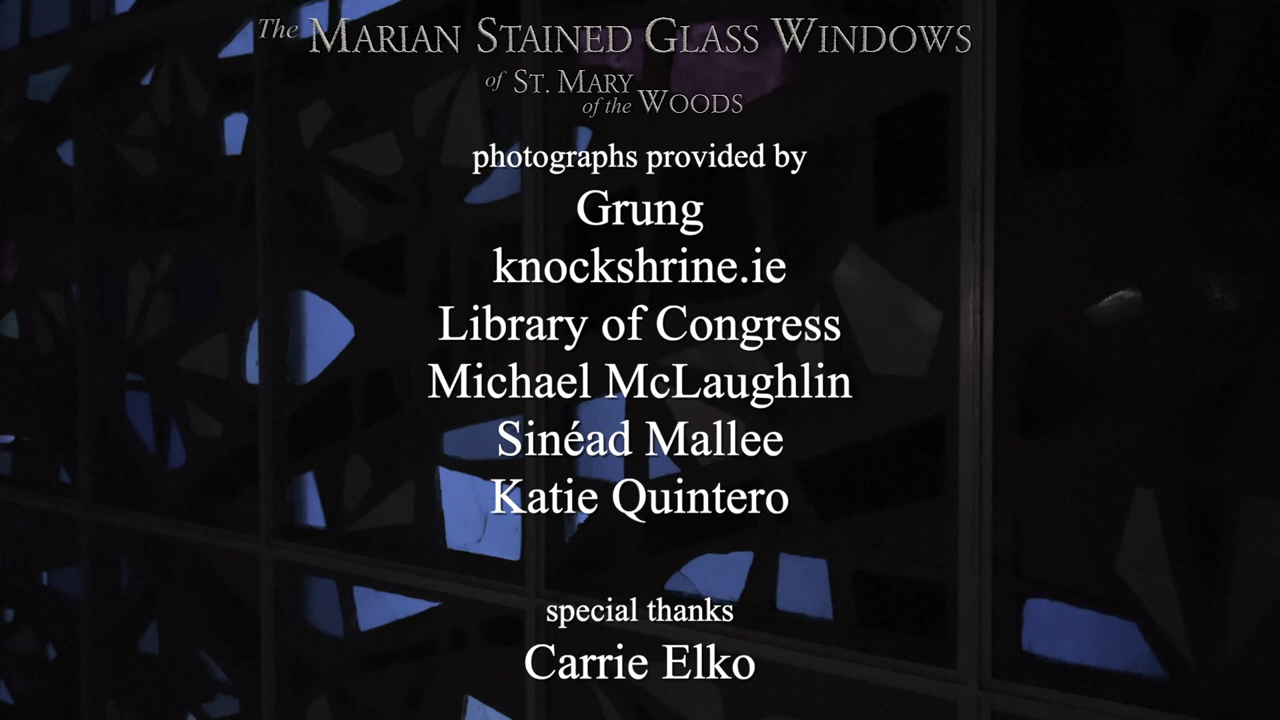 The MARIAN STAINED GLASS WINDOWS
of ST. MARY
of the WOODS
photographs provided by
Grung
knockshrine.ie
Library of Congress
Michael McLaughlin
Sinéad Mallee
Katie Quintero
special thanks
Carrie Elko